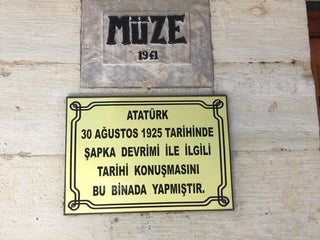 MÜZE
1941
ATATÜRK
30 AĞUSTOS 1925 TARİHİNDE
ŞAPKA DEVRİMİ İLE İLGİLİ
TARİHİ KONUŞMASINI
BU BİNADA YAPMIŞTIR.